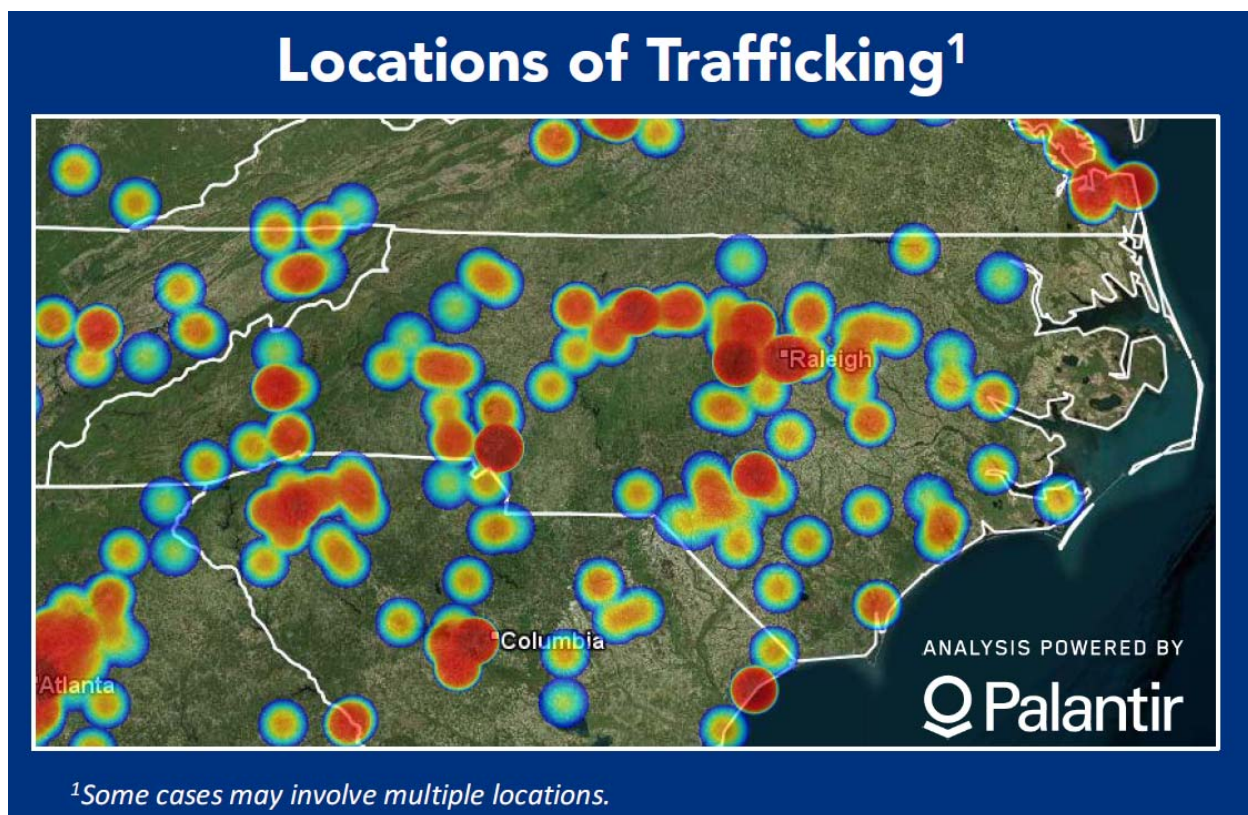 Locations of Trafficking¹
Raleigh
Columbia
Atlanta
ANALYSIS POWERED BY
Palantir
¹Some cases may involve multiple locations.